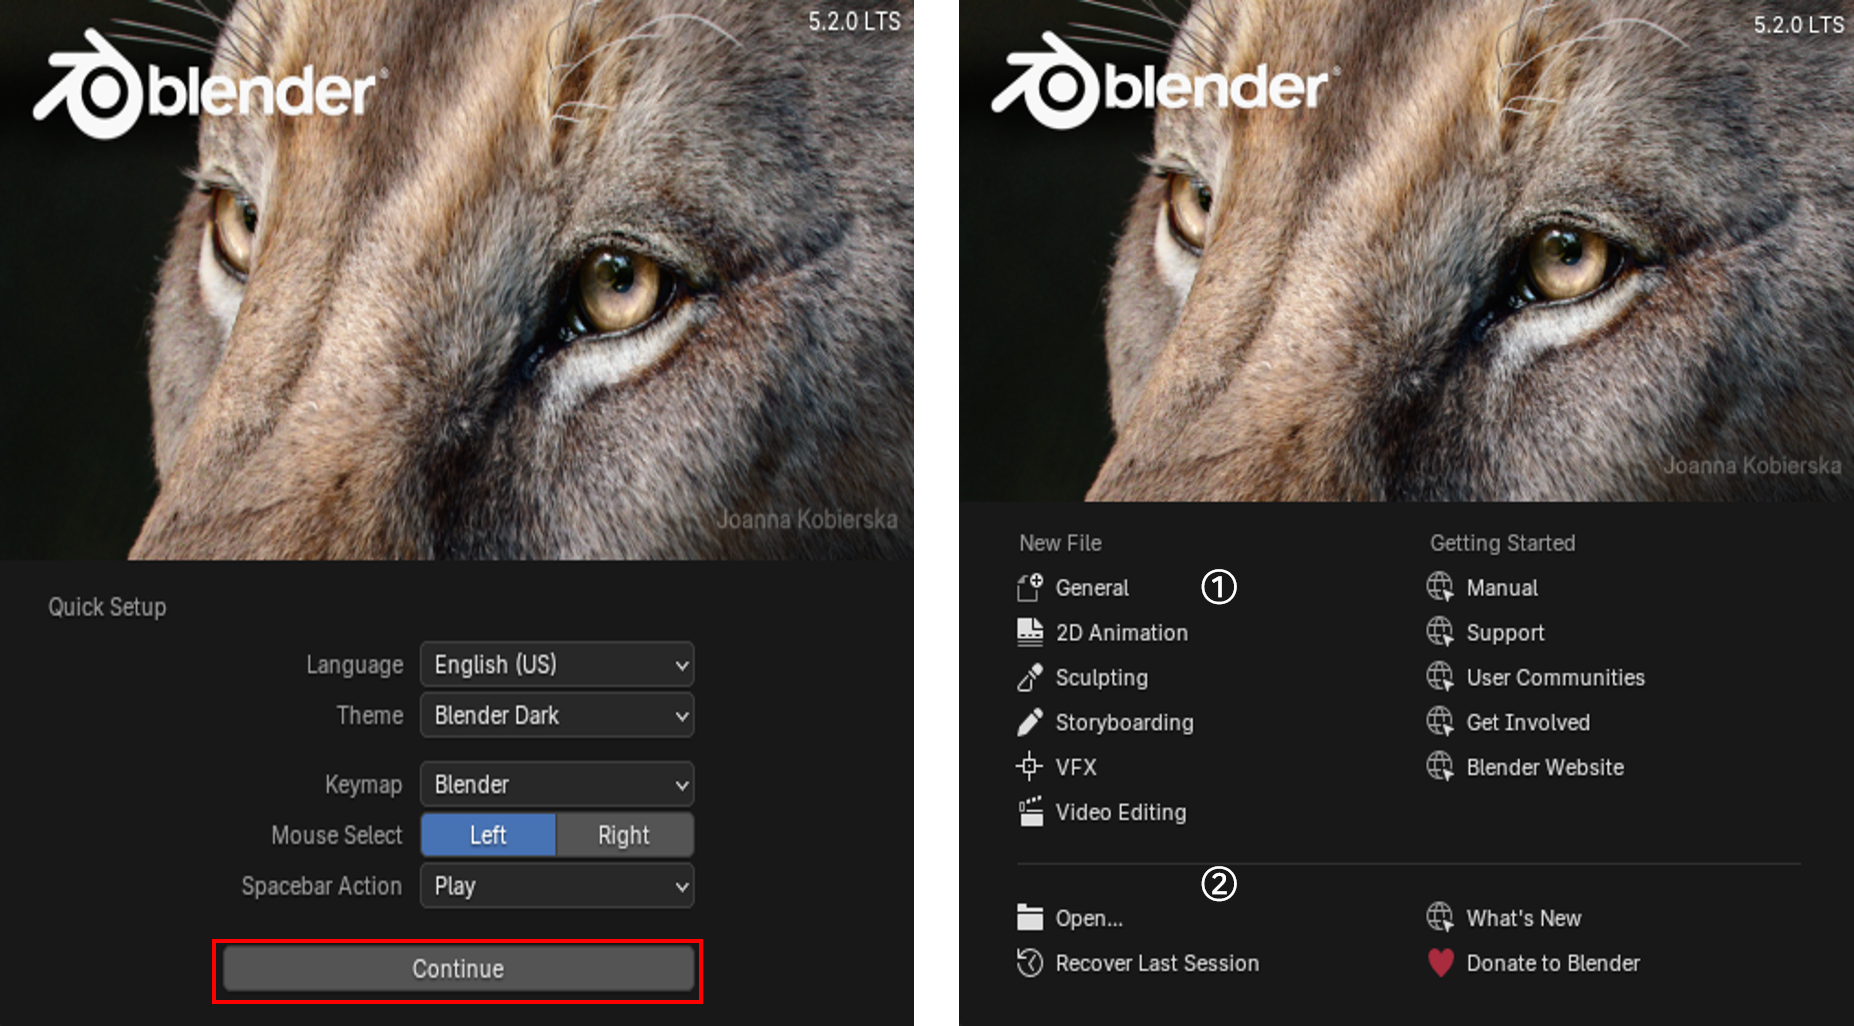 5.2.0 LTS
blender®
Joanna Kobierska
Quick Setup
Language English (US)
Theme Blender Dark
Keymap Blender
Mouse Select Left Right
Spacebar Action Play
Continue
5.2.0 LTS
blender®
Joanna Kobierska
New File
General ①
2D Animation
Sculpting
Storyboarding
VFX
Video Editing
Getting Started
Manual
Support
User Communities
Get Involved
Blender Website
②
Open...
Recover Last Session
What's New
Donate to Blender